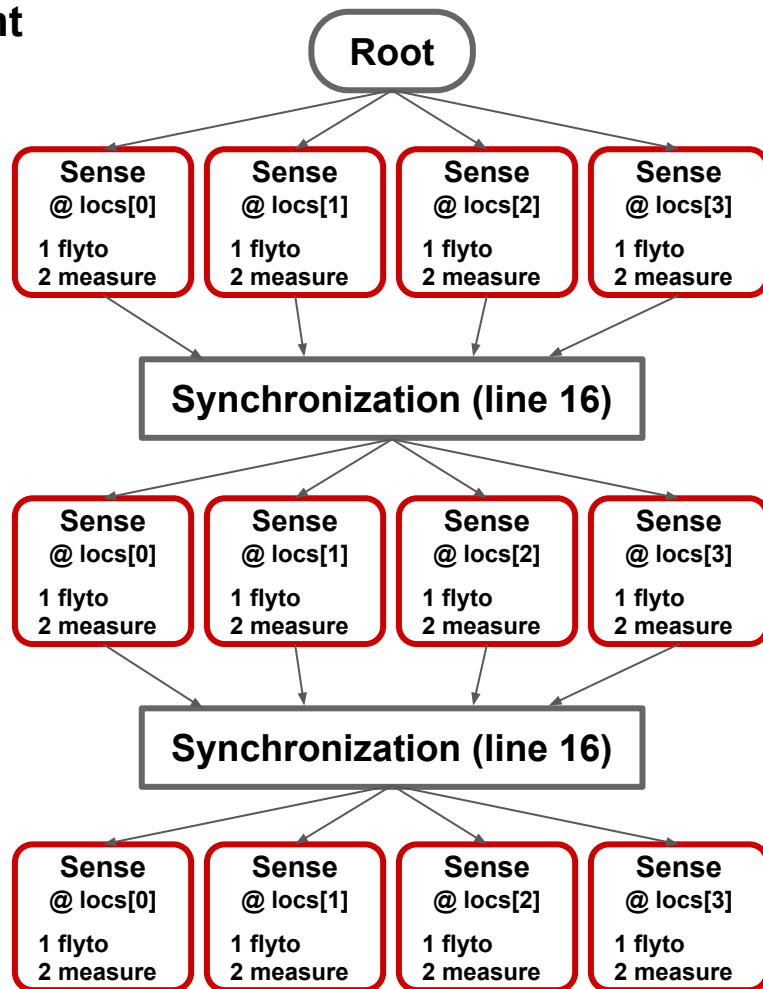 nt
Root
Sense Sense Sense Sense
@ locs[0] @ locs[1] @ locs[2] @ locs[3]
1 flyto 1 flyto 1 flyto 1 flyto
2 measure 2 measure 2 measure 2 measure
Synchronization (line 16)
Sense Sense Sense Sense
@ locs[0] @ locs[1] @ locs[2] @ locs[3]
1 flyto 1 flyto 1 flyto 1 flyto
2 measure 2 measure 2 measure 2 measure
Synchronization (line 16)
Sense Sense Sense Sense
@ locs[0] @ locs[1] @ locs[2] @ locs[3]
1 flyto 1 flyto 1 flyto 1 flyto
2 measure 2 measure 2 measure 2 measure